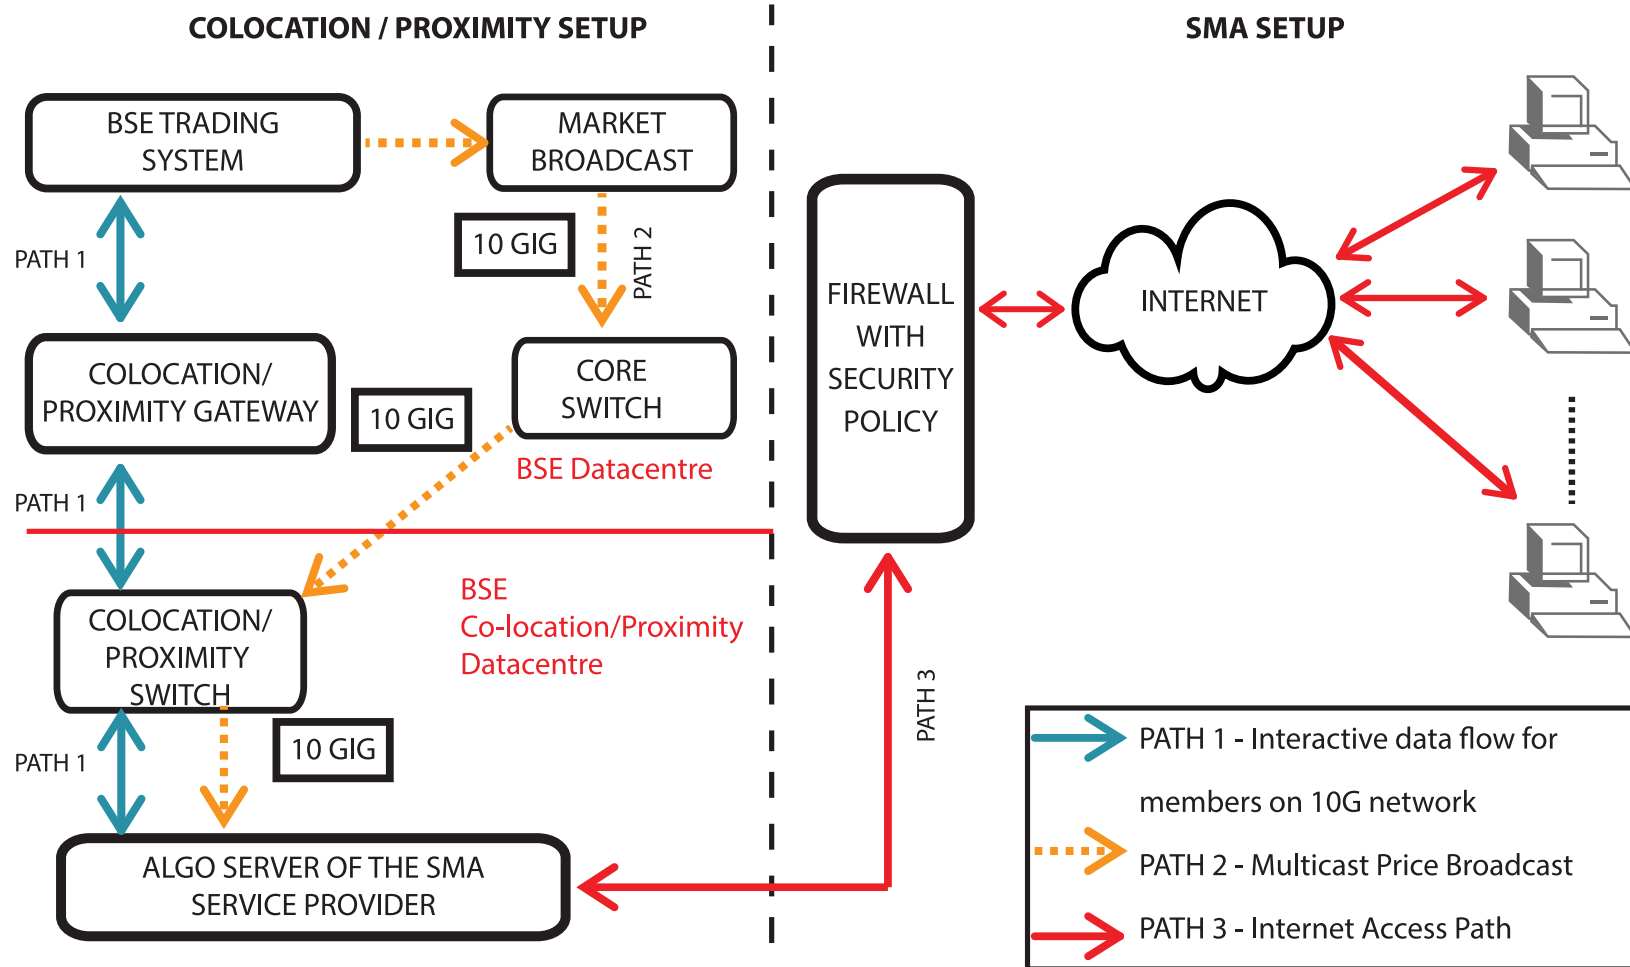 COLOCATION / PROXIMITY SETUP
SMA SETUP
BSE TRADING
SYSTEM
MARKET
BROADCAST
PATH 1
10 GIG
PATH 2
COLOCATION/
PROXIMITY GATEWAY
10 GIG
CORE
SWITCH
BSE Datacentre
PATH 1
COLOCATION/
PROXIMITY
SWITCH
BSE
Co-location/Proximity
Datacentre
PATH 1
10 GIG
ALGO SERVER OF THE SMA
SERVICE PROVIDER
FIREWALL
WITH
SECURITY
POLICY
INTERNET
PATH 3
PATH 1 - Interactive data flow for
members on 10G network
PATH 2 - Multicast Price Broadcast
PATH 3 - Internet Access Path